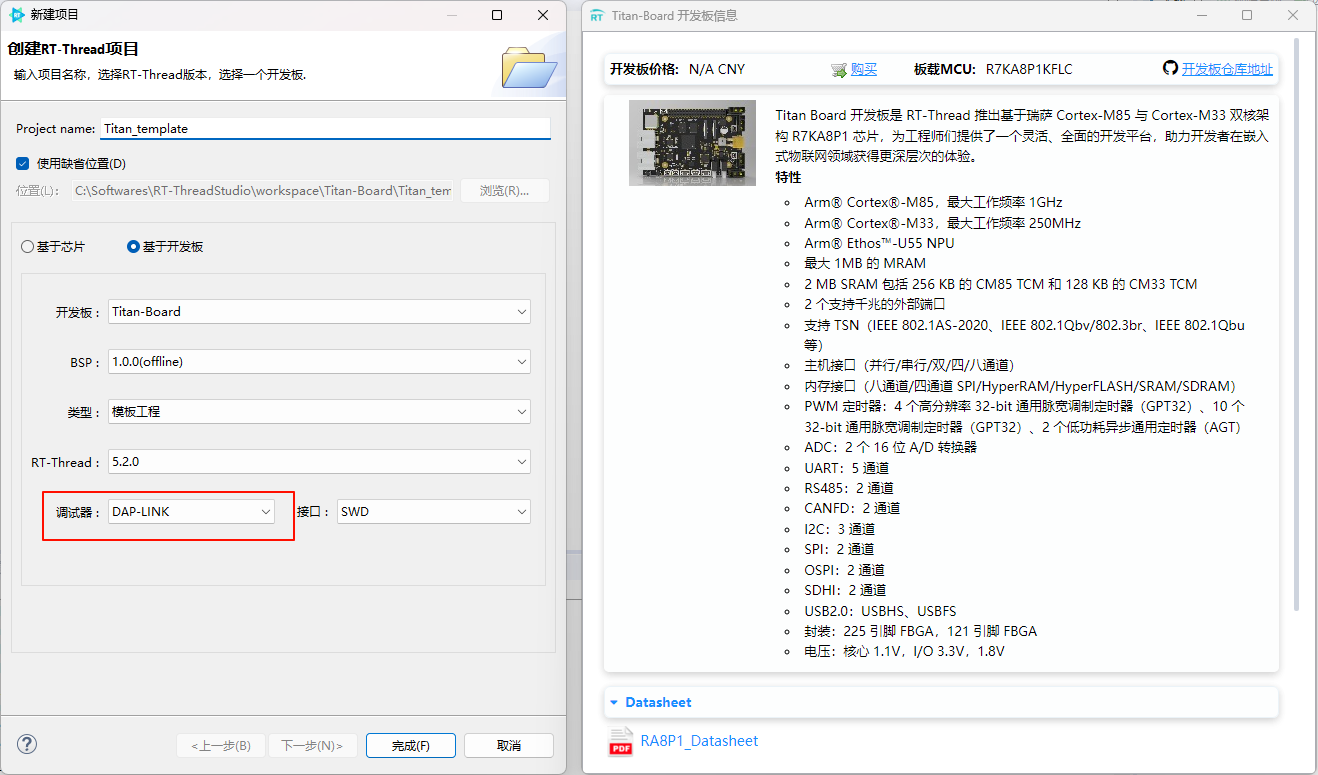 新建项目
创建RT-Thread项目
输入项目名称，选择RT-Thread版本，选择一个开发板.
Project name: Titan_template
使用缺省位置(D)
位置(L): C:\Softwares\RT-ThreadStudio\workspace\Titan-Board\Titan_tem 浏览(R)...
基于芯片 基于开发板
开发板： Titan-Board
BSP： 1.0.0(offline)
类型： 模板工程
RT-Thread： 5.2.0
调试器： DAP-LINK 接口： SWD
<上一步(B) 下一步(N)> 完成(F) 取消
RT Titan-Board 开发板信息
开发板价格: N/A CNY 购买 板载MCU: R7KA8P1KFLC 开发板仓库地址
Titan Board 开发板是 RT-Thread 推出基于瑞萨 Cortex-M85 与 Cortex-M33 双核架
构 R7KA8P1 芯片，为工程师们提供了一个灵活、全面的开发平台，助力开发者在嵌入
式物联网领域获得更深层次的体验。
特性
Arm® Cortex®-M85，最大工作频率 1GHz
Arm® Cortex®-M33，最大工作频率 250MHz
Arm® Ethos™-U55 NPU
最大 1MB 的 MRAM
2 MB SRAM 包括 256 KB 的 CM85 TCM 和 128 KB 的 CM33 TCM
2 个支持千兆的外部端口
支持 TSN（IEEE 802.1AS-2020、IEEE 802.1Qbv/802.3br、IEEE 802.1Qbu
等）
主机接口（并行/串行/双/四/八通道）
内存接口（八通道/四通道 SPI/HyperRAM/HyperFLASH/SRAM/SDRAM）
PWM 定时器：4 个高分辨率 32-bit 通用脉宽调制定时器（GPT32）、10 个
32-bit 通用脉宽调制定时器（GPT32）、2 个低功耗异步通用定时器（AGT）
ADC：2 个 16 位 A/D 转换器
UART：5 通道
RS485：2 通道
CANFD：2 通道
I2C：3 通道
SPI：2 通道
OSPI：2 通道
SDHI：2 通道
USB2.0：USBHS、USBFS
封装：225 引脚 FBGA，121 引脚 FBGA
电压：核心 1.1V，I/O 3.3V，1.8V
Datasheet
PDF RA8P1_Datasheet